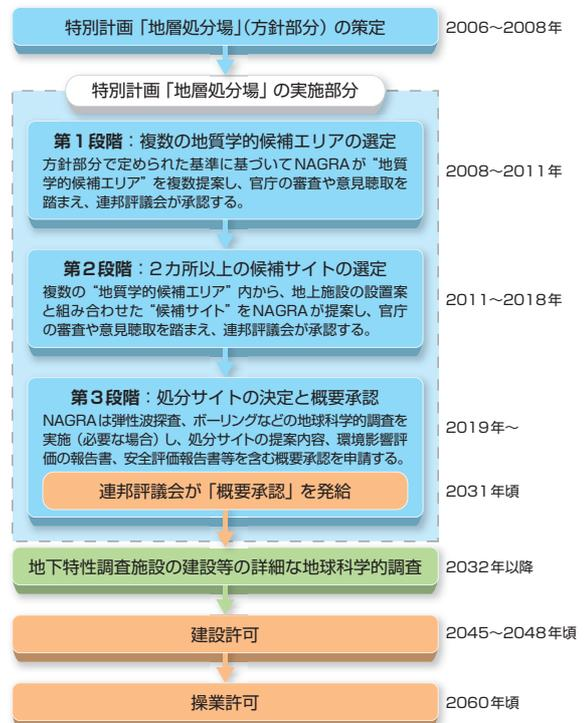 特別計画「地層処分場」(方針部分)の策定
2006〜2008年
特別計画「地層処分場」の実施部分
第1段階：複数の地質学的候補エリアの選定
方針部分で定められた基準に基づいてNAGRAが“地質
学的候補エリア”を複数提案し、官庁の審査や意見聴取を
踏まえ、連邦評議会が承認する。
2008〜2011年
第2段階：2カ所以上の候補サイトの選定
複数の“地質学的候補エリア”内から、地上施設の設置案
と組み合わせた“候補サイト”をNAGRAが提案し、官庁
の審査や意見聴取を踏まえ、連邦評議会が承認する。
2011〜2018年
第3段階：処分サイトの決定と概要承認
NAGRAは弾性波探査、ボーリングなどの地球科学的調査を
実施（必要な場合）し、処分サイトの提案内容、環境影響評
価の報告書、安全評価報告書等を含む概要承認を申請する。
2019年〜
連邦評議会が「概要承認」を発給
2031年頃
地下特性調査施設の建設等の詳細な地球科学的調査
2032年以降
建設許可
2045〜2048年頃
操業許可
2060年頃